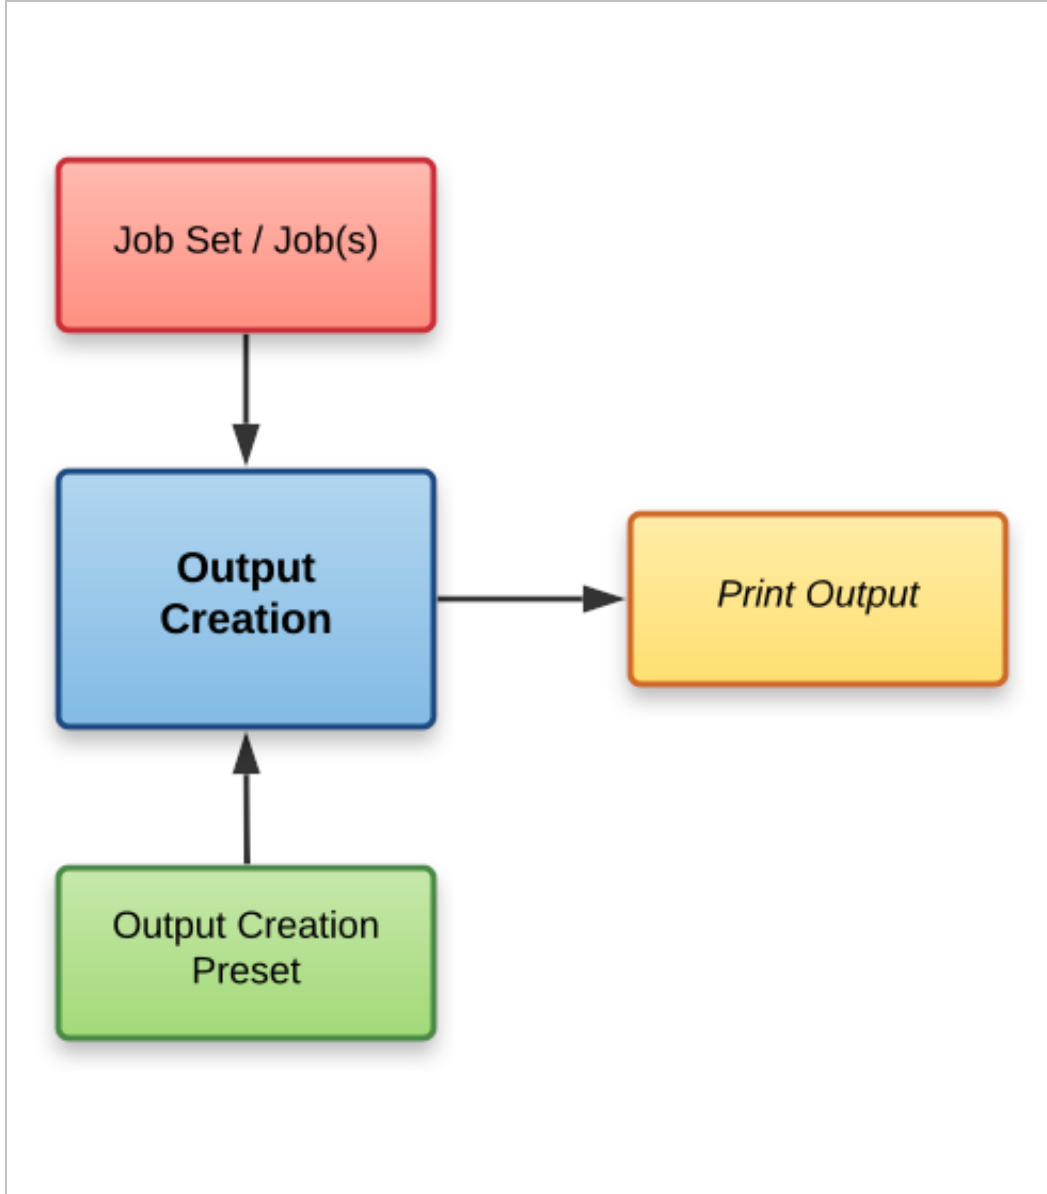 Job Set / Job(s)
Output
Creation
Print Output
Output Creation
Preset